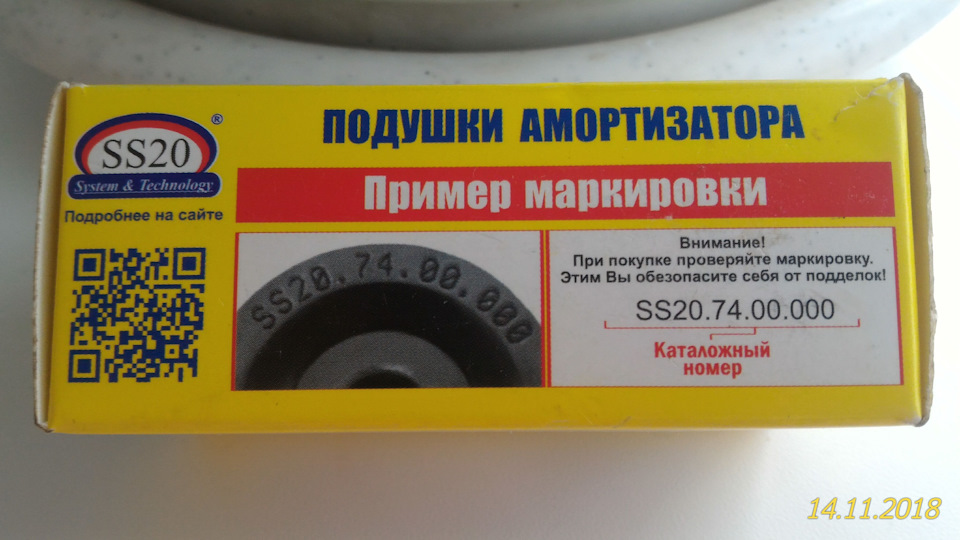 ПОДУШКИ АМОРТИЗАТОРА
SS20®
System & Technology
Подробнее на сайте
Пример маркировки
SS20.74.00.000
Внимание!
При покупке проверяйте маркировку.
Этим Вы обезопасите себя от подделок!
SS20.74.00.000
Каталожный
номер
14.11.2018